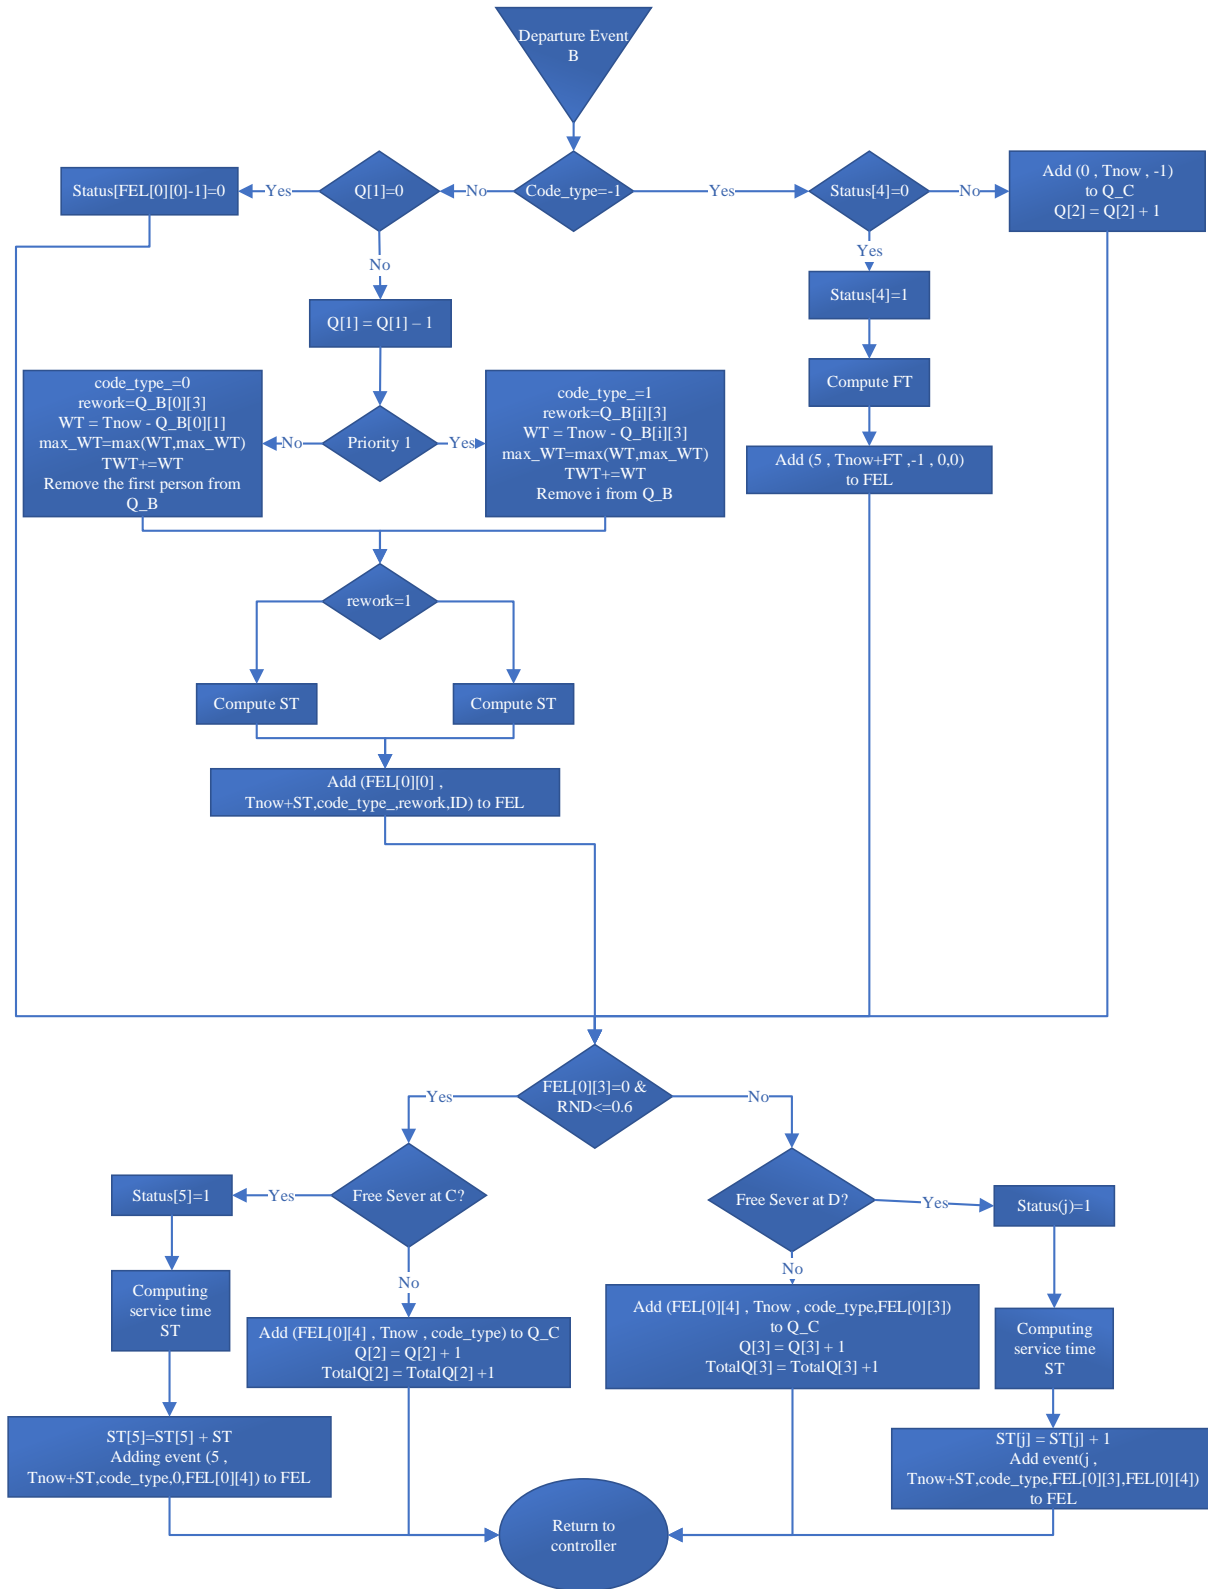 Departure Event
B
Status[FEL[0][0]-1]=0
Yes
Q[1]=0
No
Code_type=-1
Yes
Status[4]=0
No
Add (0 , Tnow , -1)
to Q_C
Q[2] = Q[2] + 1
No
Yes
Q[1] = Q[1] – 1
Status[4]=1
Compute FT
code_type_=0
rework=Q_B[0][3]
WT = Tnow - Q_B[0][1]
max_WT=max(WT,max_WT)
TWT+=WT
Remove the first person from
Q_B
No
Priority 1
Yes
code_type_=1
rework=Q_B[i][3]
WT = Tnow - Q_B[i][3]
max_WT=max(WT,max_WT)
TWT+=WT
Remove i from Q_B
Add (5 , Tnow+FT ,-1 , 0,0)
to FEL
rework=1
Compute ST
Compute ST
Add (FEL[0][0] ,
Tnow+ST,code_type_,rework,ID) to FEL
FEL[0][3]=0 &
RND<=0.6
Yes
No
Status[5]=1
Yes
Free Sever at C?
Free Sever at D?
Yes
Status(j)=1
No
No
Computing
service time
ST
Add (FEL[0][4] , Tnow , code_type) to Q_C
Q[2] = Q[2] + 1
TotalQ[2] = TotalQ[2] +1
Add (FEL[0][4] , Tnow , code_type,FEL[0][3])
to Q_C
Q[3] = Q[3] + 1
TotalQ[3] = TotalQ[3] +1
Computing
service time
ST
ST[5]=ST[5] + ST
Adding event (5 ,
Tnow+ST,code_type,0,FEL[0][4]) to FEL
ST[j] = ST[j] + 1
Add event(j ,
Tnow+ST,code_type,FEL[0][3],FEL[0][4])
to FEL
Return to
controller